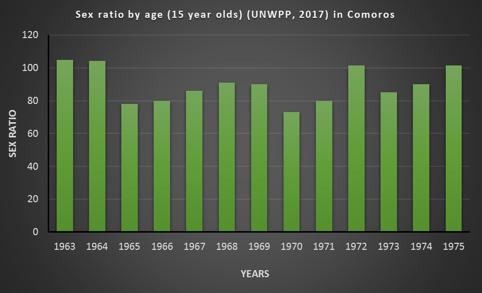 Sex ratio by age (15 year olds) (UNWPP, 2017) in Comoros
120
100
80
60
40
20
0
SEX RATIO
1963 1964 1965 1966 1967 1968 1969 1970 1971 1972 1973 1974 1975
YEARS